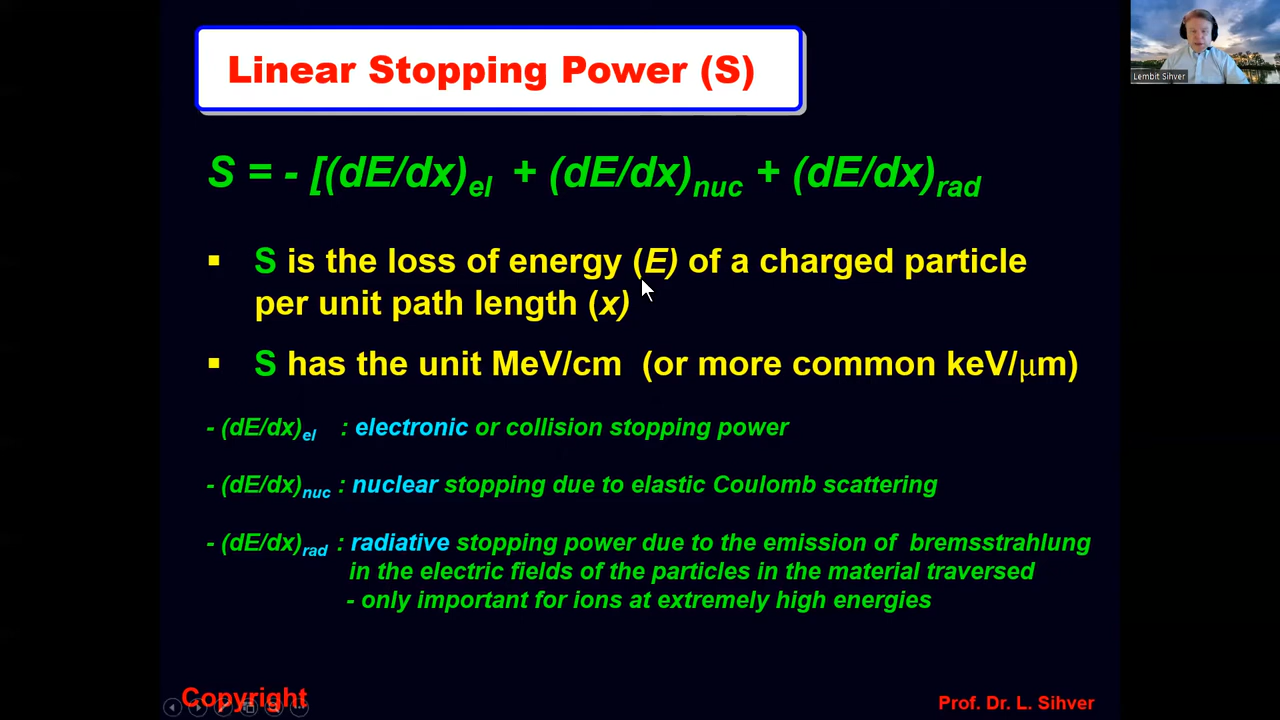 Linear Stopping Power (S)
Lembit Sihver
S = - [(dE/dx)el + (dE/dx)nuc + (dE/dx)rad
▪ S is the loss of energy (E) of a charged particle
per unit path length (x)
▪ S has the unit MeV/cm (or more common keV/μm)
- (dE/dx)el : electronic or collision stopping power
- (dE/dx)nuc : nuclear stopping due to elastic Coulomb scattering
- (dE/dx)rad : radiative stopping power due to the emission of bremsstrahlung
in the electric fields of the particles in the material traversed
- only important for ions at extremely high energies
Copyright
Prof. Dr. L. Sihver